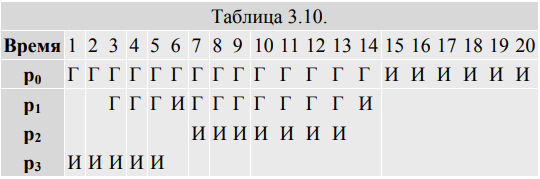 Таблица 3.10.
Время 1 2 3 4 5 6 7 8 9 10 11 12 13 14 15 16 17 18 19 20
p₀ Г Г Г Г Г Г Г Г Г Г Г Г Г Г И И И И И И
p₁ Г Г Г И Г Г Г Г Г Г Г И
p₂ И И И И И И И
p₃ И И И И И